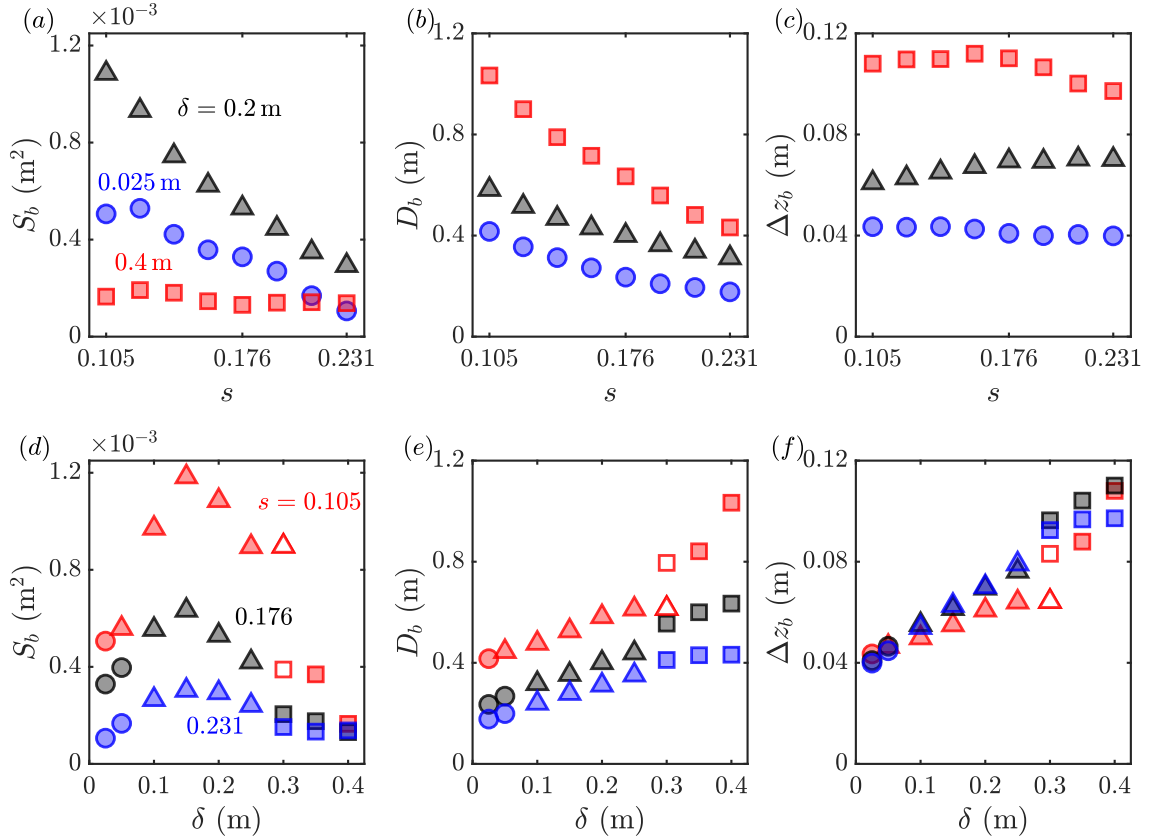 (a)
×10⁻³
(b)
(c)
1.2
0.8
0.4
0
S_b (m²)
δ = 0.2 m
0.025 m
0.4 m
0.105
0.176
0.231
s
1.2
0.8
0.4
0
D_b (m)
0.105
0.176
0.231
s
0.12
0.08
0.04
0
Δz_b (m)
0.105
0.176
0.231
s
(d)
×10⁻³
(e)
(f)
1.2
0.8
0.4
0
S_b (m²)
s = 0.105
0.176
0.231
0
0.1
0.2
0.3
0.4
δ (m)
1.2
0.8
0.4
0
D_b (m)
0
0.1
0.2
0.3
0.4
δ (m)
0.12
0.08
0.04
0
Δz_b (m)
0
0.1
0.2
0.3
0.4
δ (m)